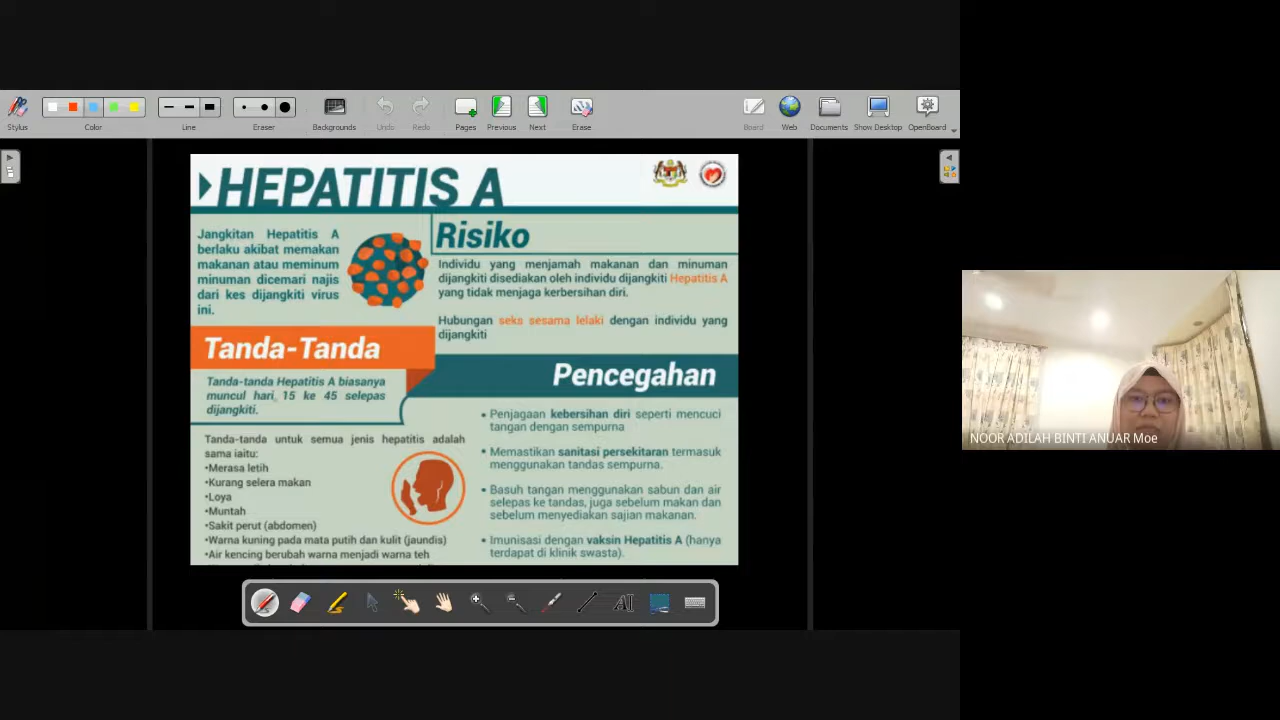 Stylus
Color
Line
Eraser
Backgrounds
Undo
Redo
Pages
Previous
Next
Erase
Board
Web
Documents
Show Desktop
OpenBoard
HEPATITIS A
Jangkitan Hepatitis A
berlaku akibat memakan
makanan atau meminum
minuman dicemari najis
dari kes dijangkiti virus
ini.
Risiko
Individu yang menjamah makanan dan minuman
dijangkiti disediakan oleh individu dijangkiti Hepatitis A
yang tidak menjaga kerbersihan diri.
Hubungan seks sesama lelaki dengan individu yang
dijangkiti
Tanda-Tanda
Tanda-tanda Hepatitis A biasanya
muncul hari, 15 ke 45 selepas
dijangkiti.
Tanda-tanda untuk semua jenis hepatitis adalah
sama iaitu:
•Merasa letih
•Kurang selera makan
•Loya
•Muntah
•Sakit perut (abdomen)
•Warna kuning pada mata putih dan kulit (jaundis)
•Air kencing berubah warna menjadi warna teh
Pencegahan
• Penjagaan kebersihan diri seperti mencuci
tangan dengan sempurna
• Memastikan sanitasi persekitaran termasuk
menggunakan tandas sempurna.
• Basuh tangan menggunakan sabun dan air
selepas ke tandas, juga sebelum makan dan
sebelum menyediakan sajian makanan.
• Imunisasi dengan vaksin Hepatitis A (hanya
terdapat di klinik swasta).
AI
NOOR ADILAH BINTI ANUAR Moe